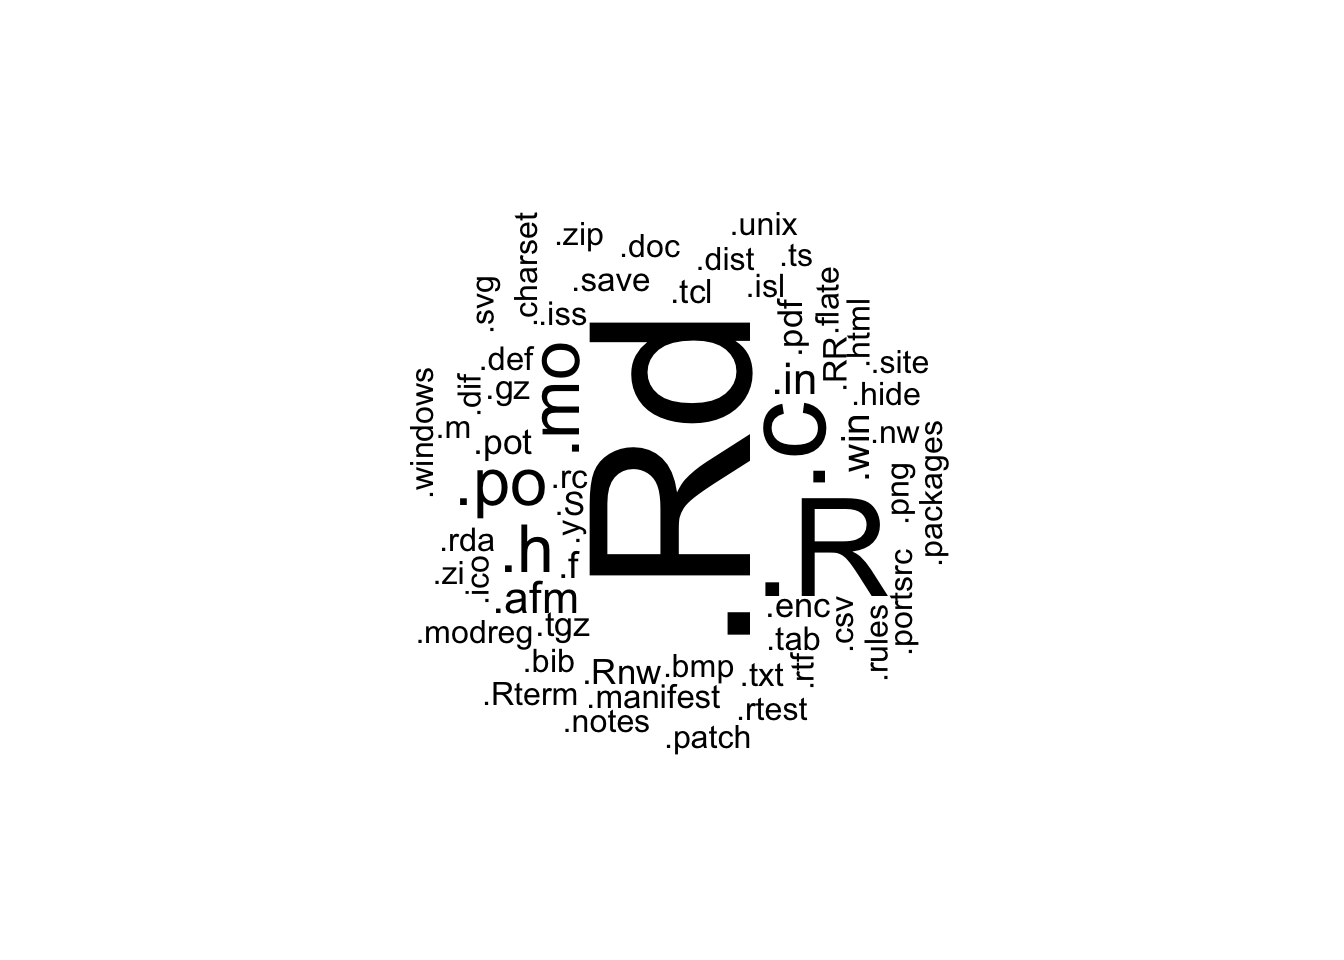 .unix
.zip
.doc
.dist
.ts
.charset
.save
.tcl
.isl
.svg
.iss
.pdf
.flate
.html
.RR
.def
.mo
.Rd
.in
.site
.dif
.gz
.hide
.windows
.m
.pot
.c
.win
.nw
.packages
.po
.rc
.S
.png
.y
.R
.rda
.h
.f
.zi
.ico
.portsrc
.afm
.enc
.csv
.rules
.modreg
.tgz
.tab
.bib
.Rnw
.bmp
.txt
.rtf
.Rterm
.manifest
.rtest
.notes
.patch